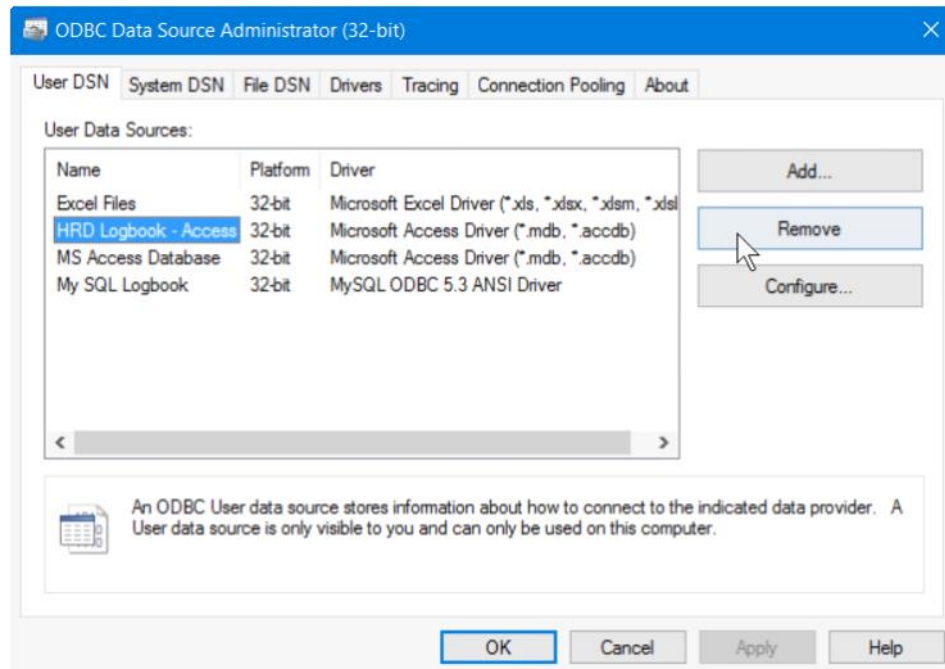 ODBC Data Source Administrator (32-bit)
User DSN System DSN File DSN Drivers Tracing Connection Pooling About
User Data Sources:
Name Platform Driver
Excel Files 32-bit Microsoft Excel Driver (*.xls, *.xlsx, *.xlsm, *.xlsl
HRD Logbook - Access 32-bit Microsoft Access Driver (*.mdb, *.accdb)
MS Access Database 32-bit Microsoft Access Driver (*.mdb, *.accdb)
My SQL Logbook 32-bit MySQL ODBC 5.3 ANSI Driver
Add...
Remove
Configure...
An ODBC User data source stores information about how to connect to the indicated data provider. A
User data source is only visible to you and can only be used on this computer.
OK Cancel Apply Help